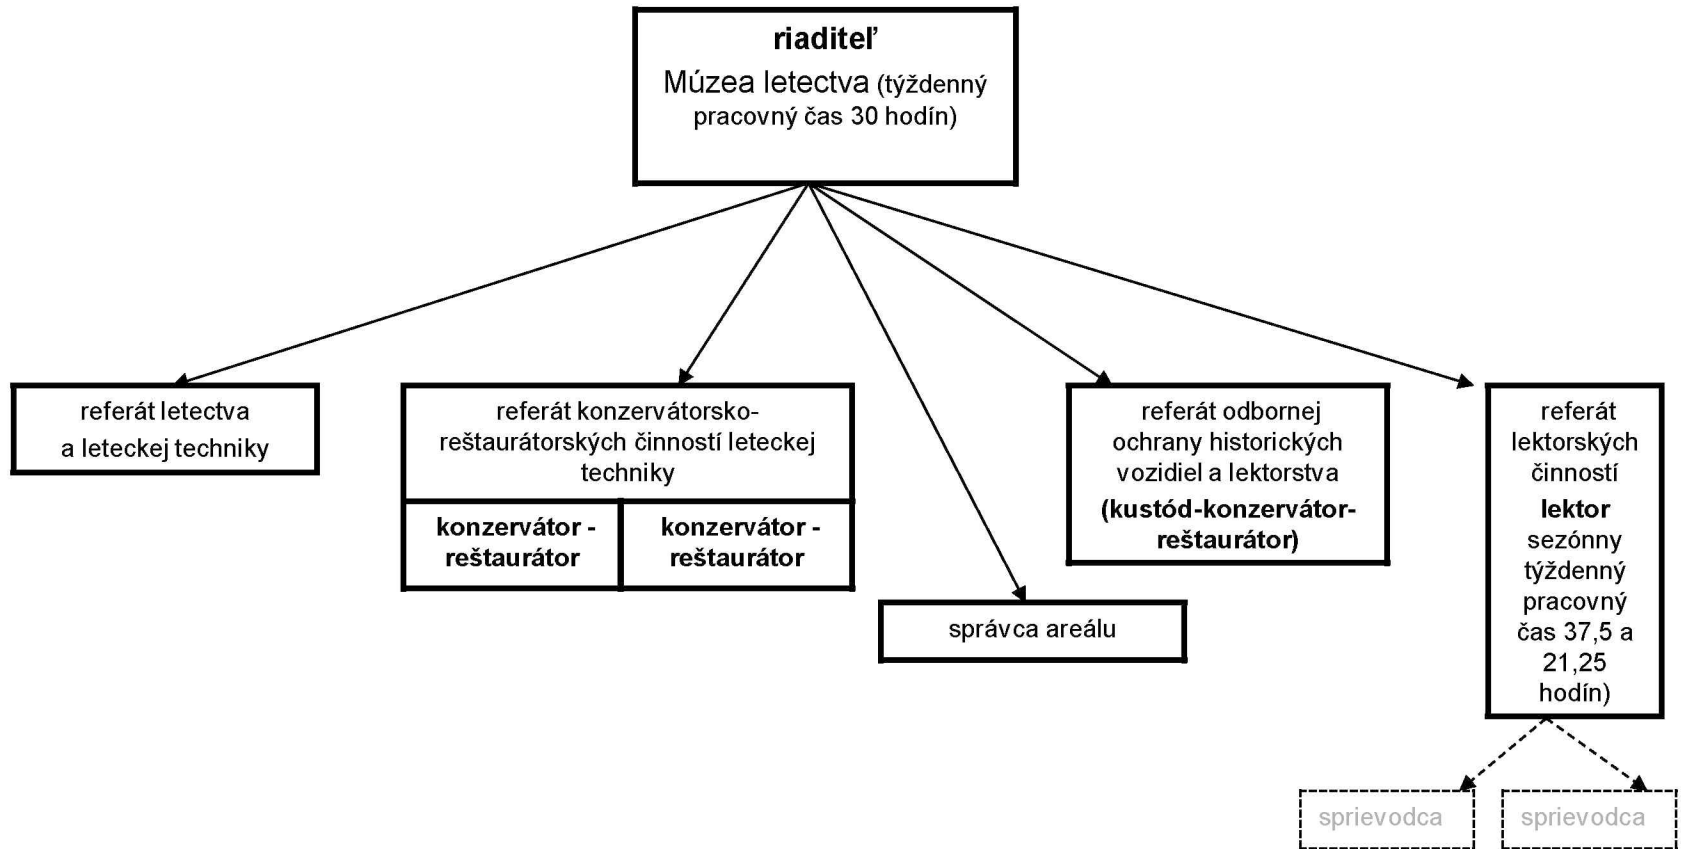 riaditeľ
Múzea letectva (týždenný
pracovný čas 30 hodín)
referát letectva
a leteckej techniky
referát konzervátorsko-
reštaurátorských činností leteckej
techniky
konzervátor -
reštaurátor
konzervátor -
reštaurátor
správca areálu
referát odbornej
ochrany historických
vozidiel a lektorstva
(kustód-konzervátor-
reštaurátor)
referát
lektorských
činností
lektor
sezónny
týždenný
pracovný
čas 37,5 a
21,25
hodín)
sprievodca
sprievodca